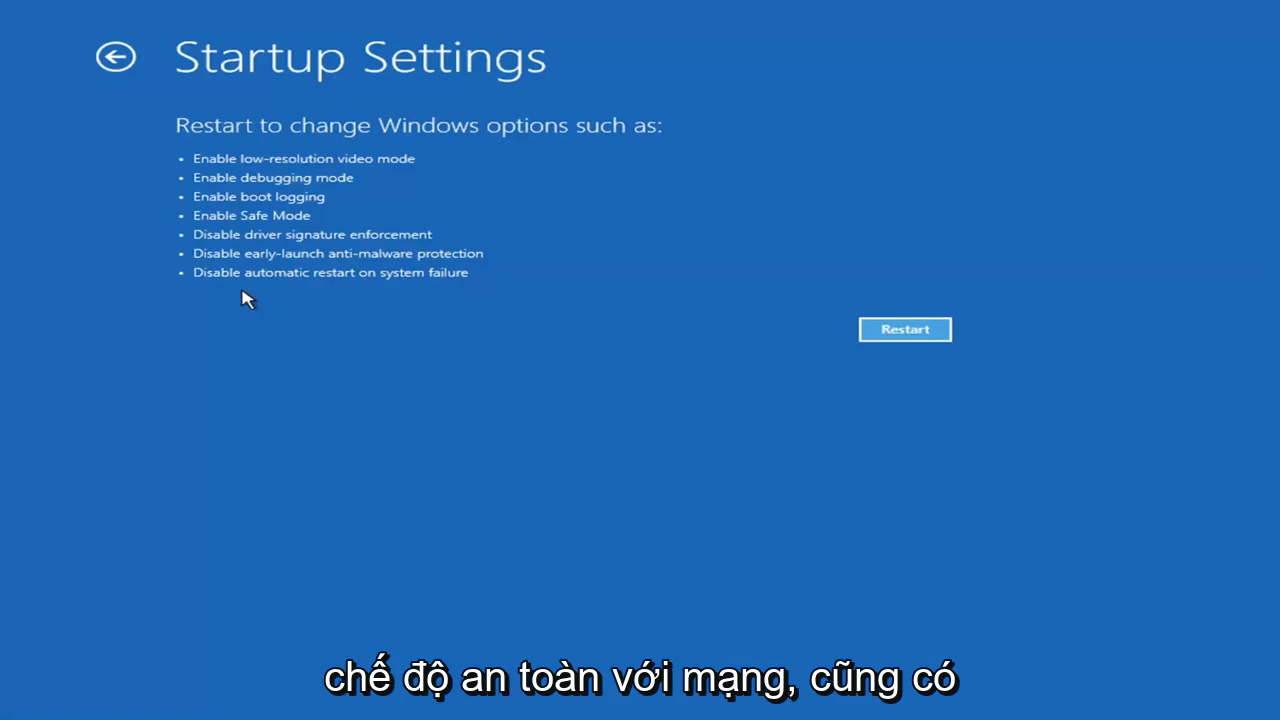 Startup Settings
Restart to change Windows options such as:
• Enable low-resolution video mode
• Enable debugging mode
• Enable boot logging
• Enable Safe Mode
• Disable driver signature enforcement
• Disable early-launch anti-malware protection
• Disable automatic restart on system failure
Restart
chế độ an toàn với mạng, cũng có